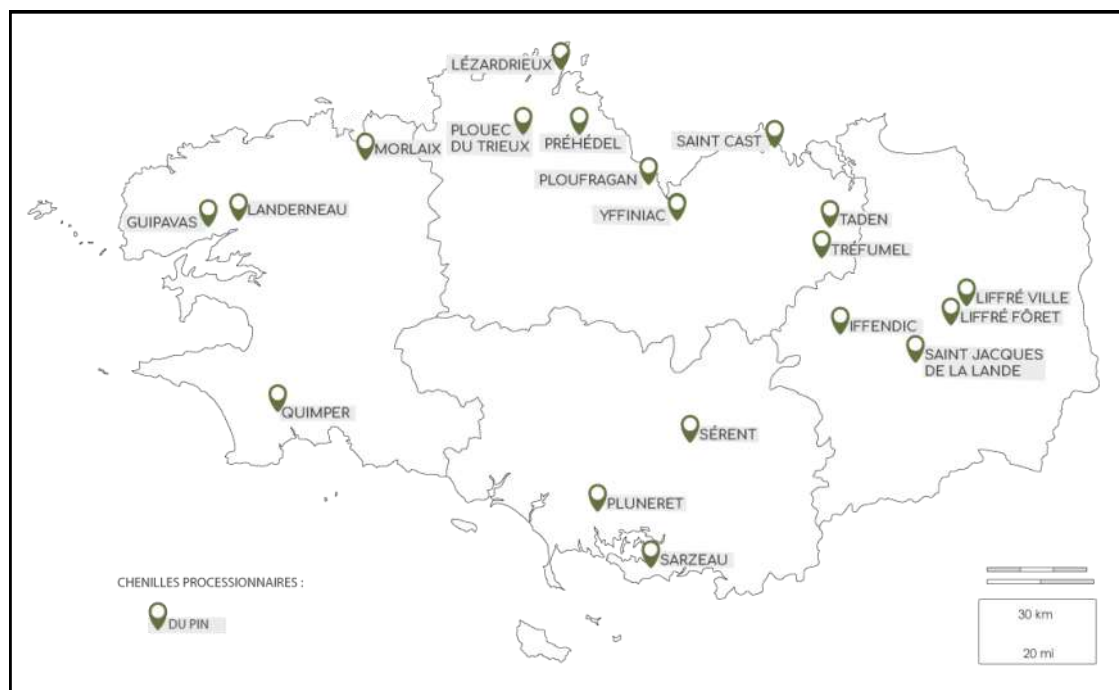 LÉZARDRIEUX
PLOUEC
DU TRIEUX
PRÉHÉDEL
SAINT CAST
MORLAIX
PLOUFRAGAN
LANDERNEAU
GUIPAVAS
YFFINIAC
TADEN
TRÉFUMEL
LIFFRÉ VILLE
LIFFRÉ FÔRET
IFFENDIC
SAINT JACQUES
DE LA LANDE
QUIMPER
SÉRENT
PLUNERET
SARZEAU
CHENILLES PROCESSIONNAIRES :
DU PIN
30 km
20 mi